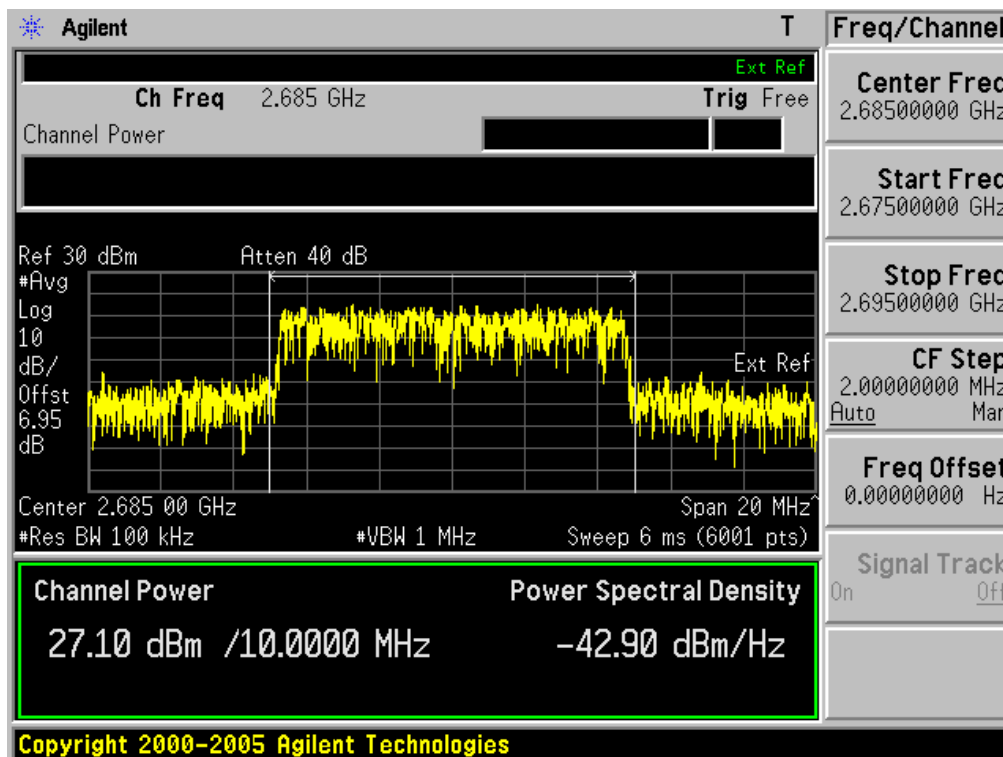 Agilent T
Freq/Channel
Ext Ref
Ch Freq 2.685 GHz Trig Free
Channel Power
Center Freq
2.68500000 GHz
Start Freq
2.67500000 GHz
Stop Freq
2.69500000 GHz
CF Step
2.00000000 MHz
Auto Man
Freq Offset
0.00000000 Hz
Signal Track
On Off
Ref 30 dBm Atten 40 dB
#Avg
Log
10
dB/
Offst
6.95
dB
Ext Ref
Center 2.685 00 GHz Span 20 MHz^
#Res BW 100 kHz #VBW 1 MHz Sweep 6 ms (6001 pts)
Channel Power Power Spectral Density
27.10 dBm /10.0000 MHz -42.90 dBm/Hz
Copyright 2000-2005 Agilent Technologies